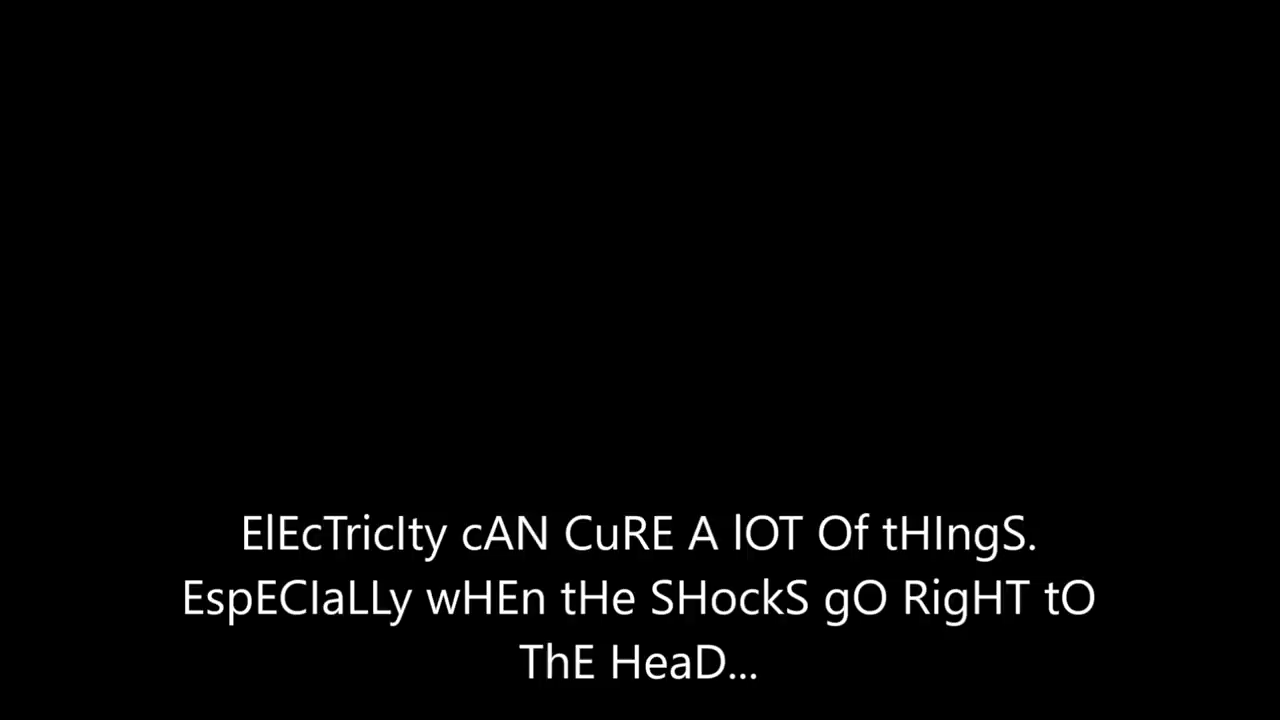 ElEcTricIty cAN CuRE A lOT Of tHIngS.
EspECIaLLy wHEn tHe SHockS gO RigHT tO
ThE HeaD...